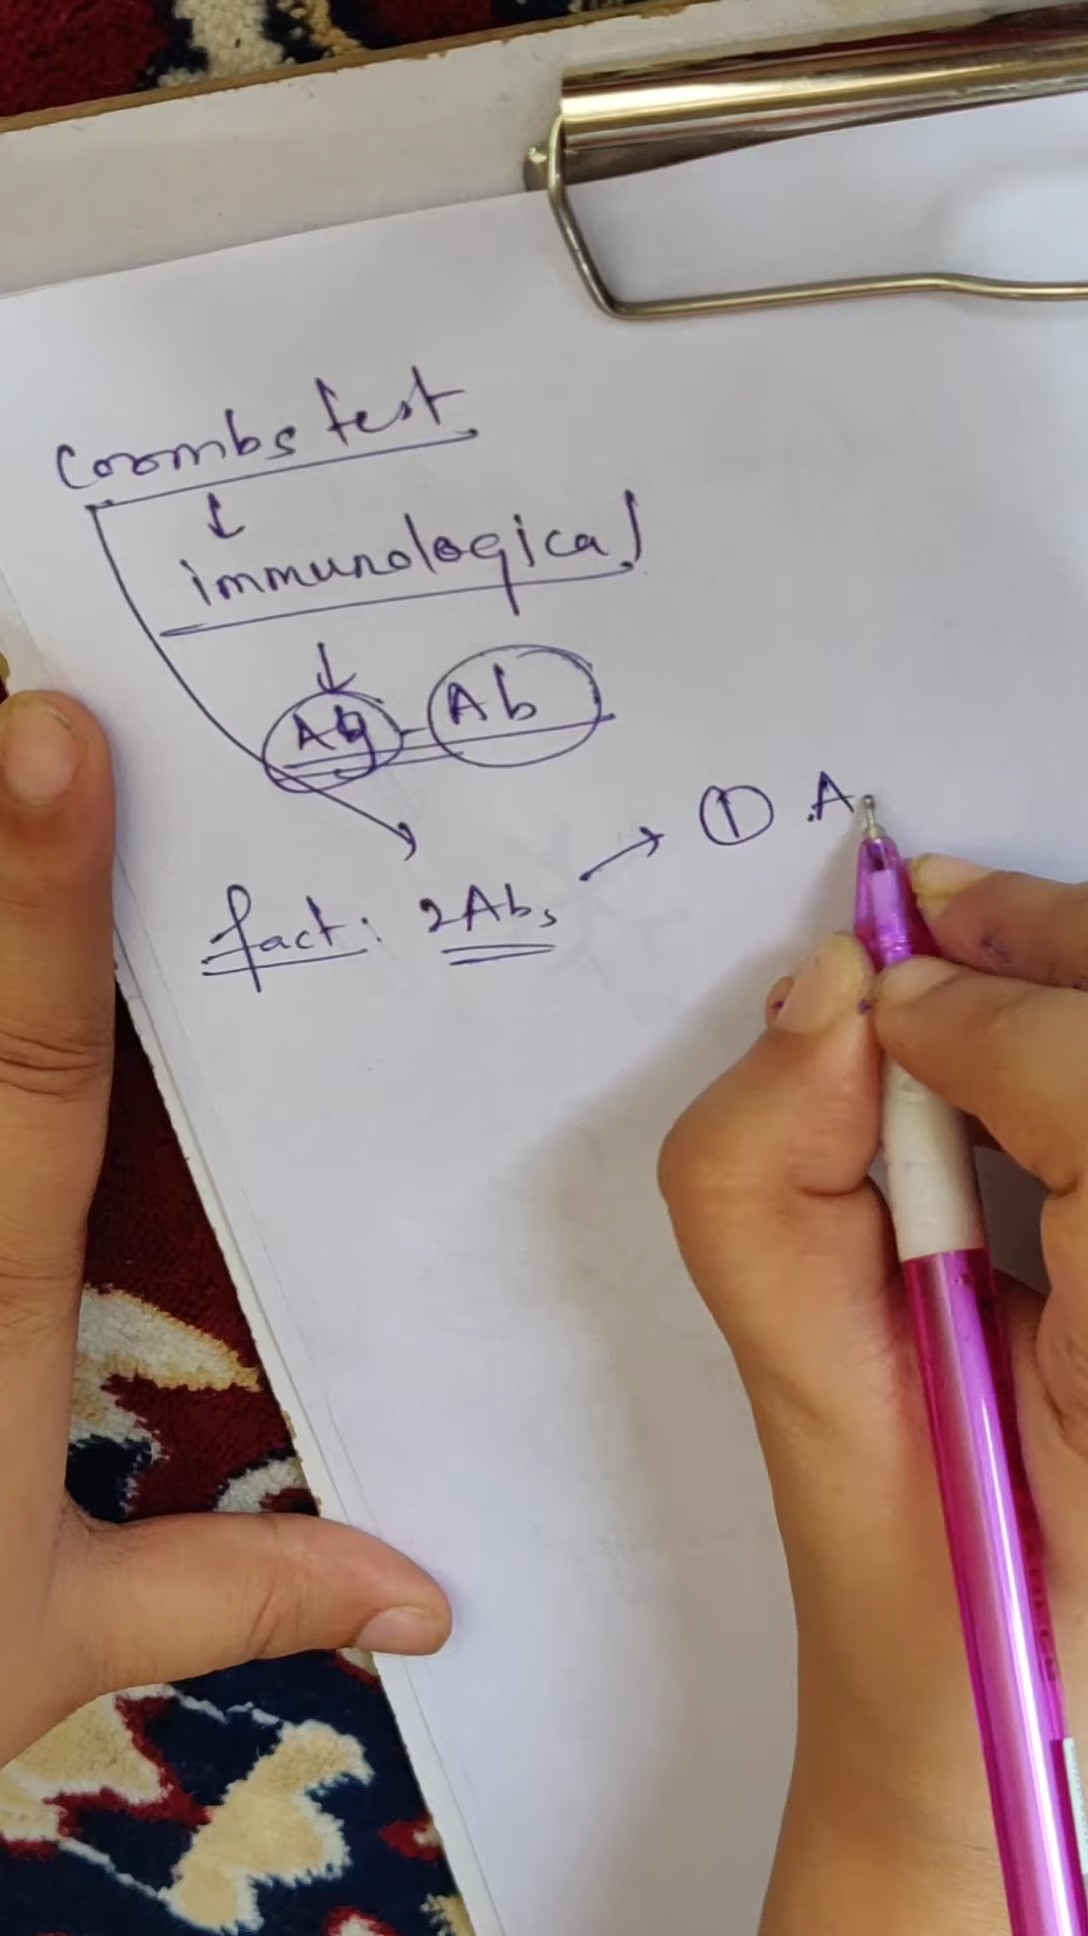 Coombs test
↓
immunological
↓
Ag - Ab
fact: 2Abs → ① A